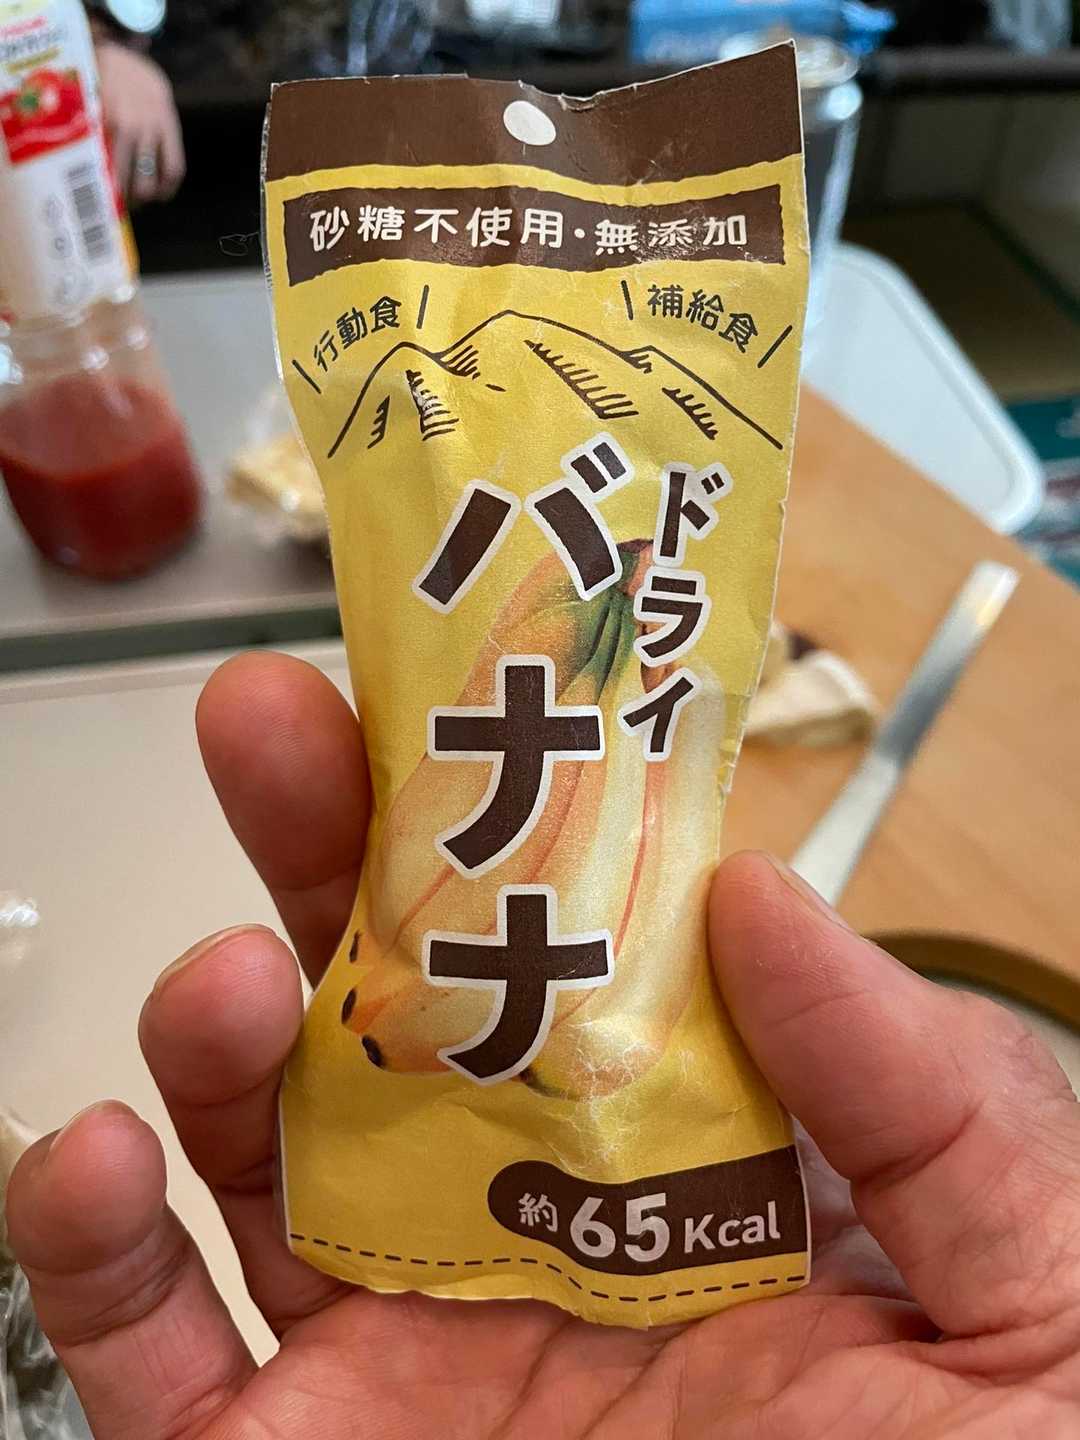 砂糖不使用・無添加
行動食
補給食
ドライ
バナナ
約65Kcal